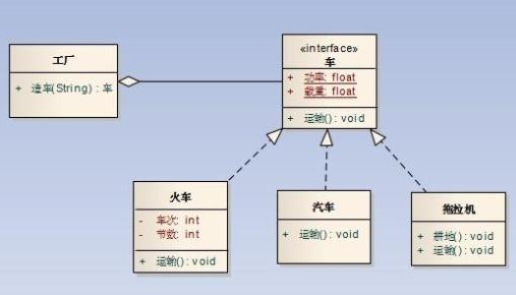 工厂
+ 造车(String) : 车
«interface»
车
+ 功率: float
+ 载重: float
+ 运输() : void
火车
- 车次: int
- 节数: int
+ 运输() : void
汽车
+ 运输() : void
拖拉机
+ 耕地() : void
+ 运输() : void